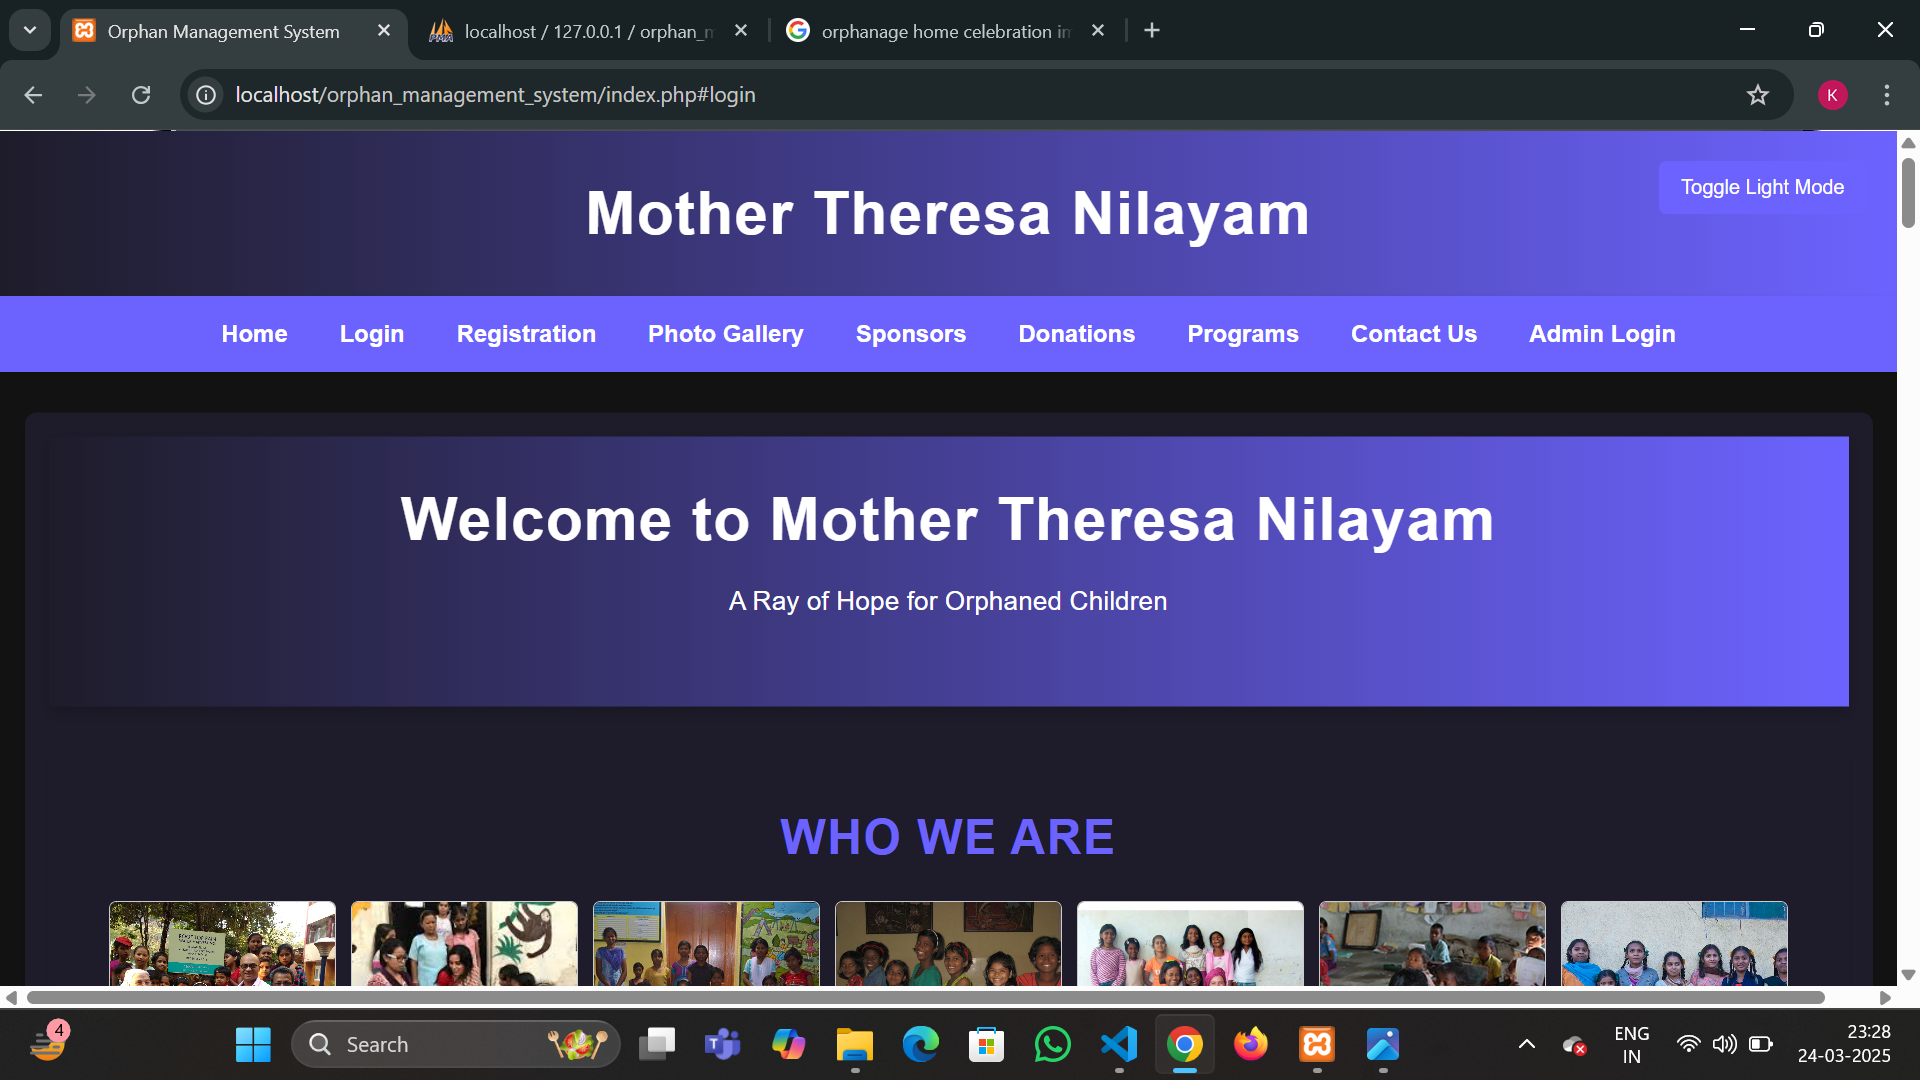 Orphan Management System
localhost / 127.0.0.1 / orphan_m
orphanage home celebration im
localhost/orphan_management_system/index.php#login
K
Mother Theresa Nilayam
Toggle Light Mode
Home Login Registration Photo Gallery Sponsors Donations Programs Contact Us Admin Login
Welcome to Mother Theresa Nilayam
A Ray of Hope for Orphaned Children
WHO WE ARE
4
Search
ENG
IN
23:28
24-03-2025